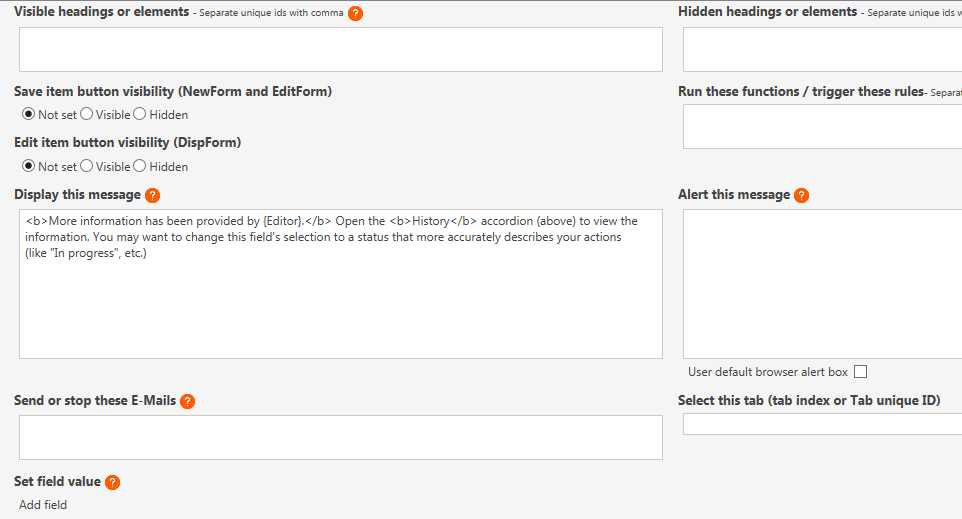 Visible headings or elements - Separate unique ids with comma ?
Hidden headings or elements - Separate unique ids w
Save item button visibility (NewForm and EditForm)
Run these functions / trigger these rules- Separat
Not set Visible Hidden
Edit item button visibility (DispForm)
Not set Visible Hidden
Display this message ?
Alert this message ?
<b>More information has been provided by {Editor}.</b> Open the <b>History</b> accordion (above) to view the
information. You may want to change this field's selection to a status that more accurately describes your actions
(like "In progress", etc.)
User default browser alert box
Send or stop these E-Mails ?
Select this tab (tab index or Tab unique ID)
Set field value ?
Add field